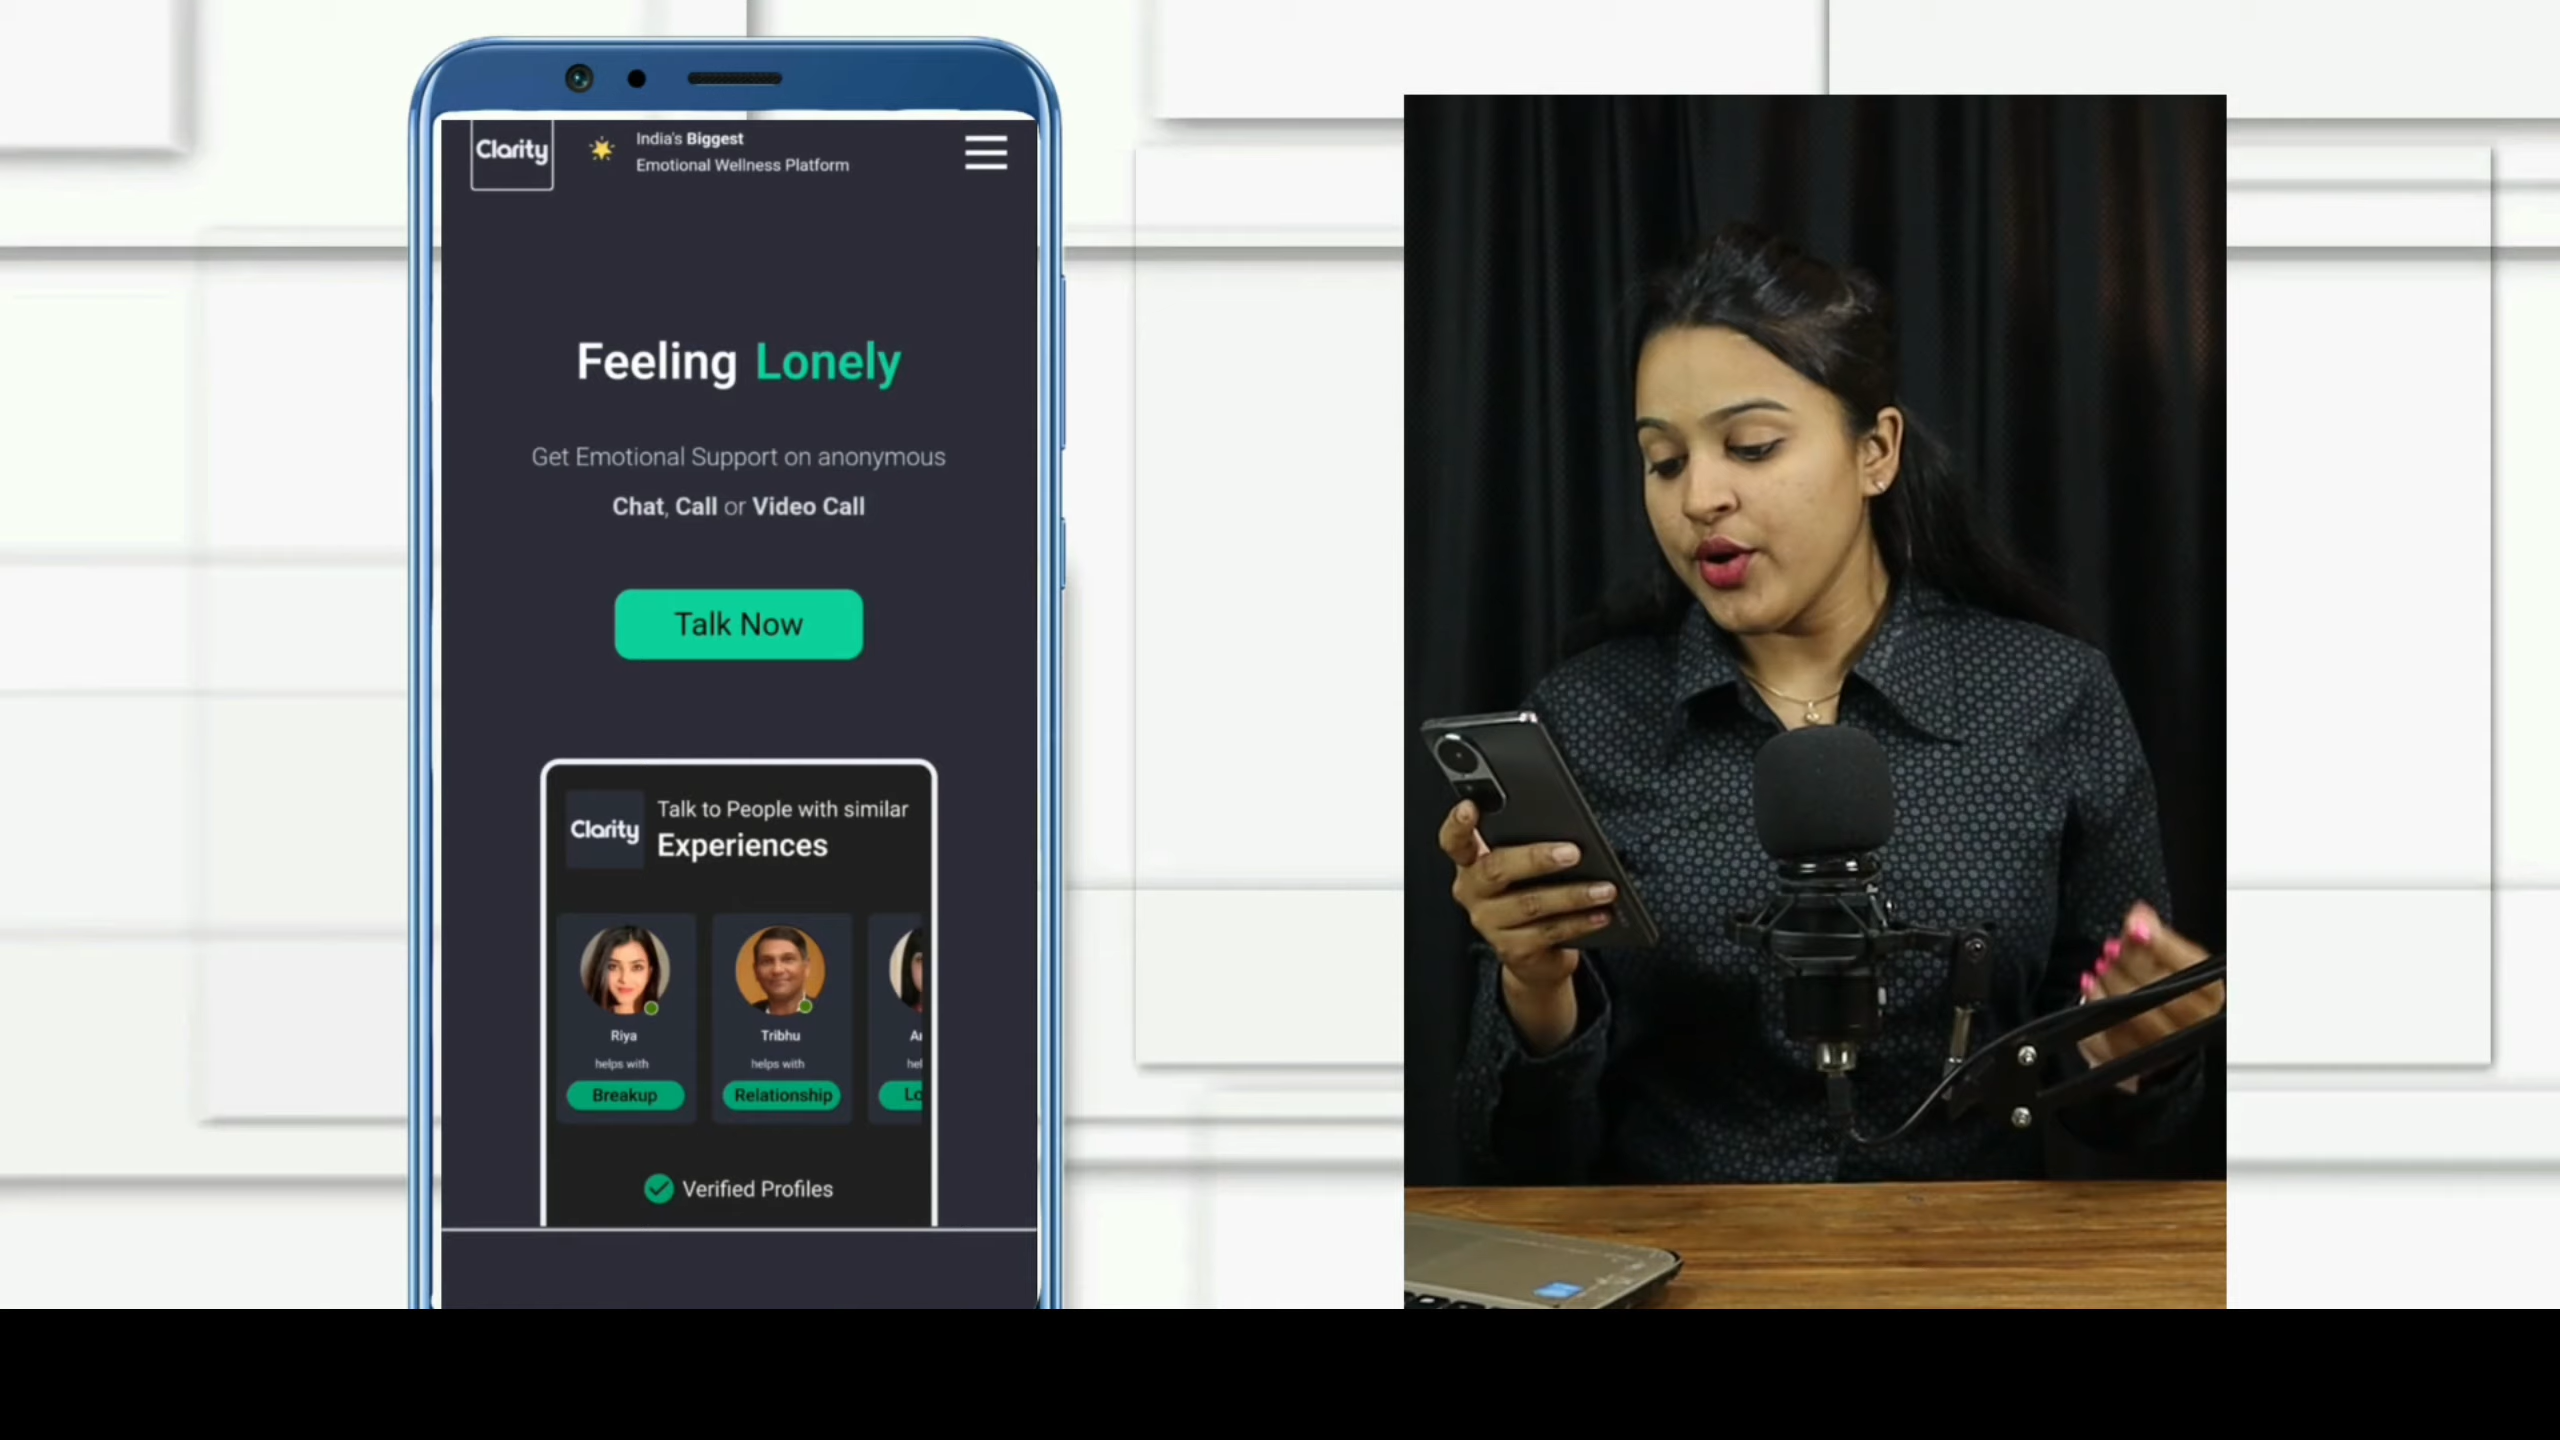 Clarity
India's Biggest
Emotional Wellness Platform
Feeling Lonely
Get Emotional Support on anonymous
Chat, Call or Video Call
Talk Now
Clarity
Talk to People with similar
Experiences
Riya
helps with
Breakup
Tribhu
helps with
Relationship
Verified Profiles